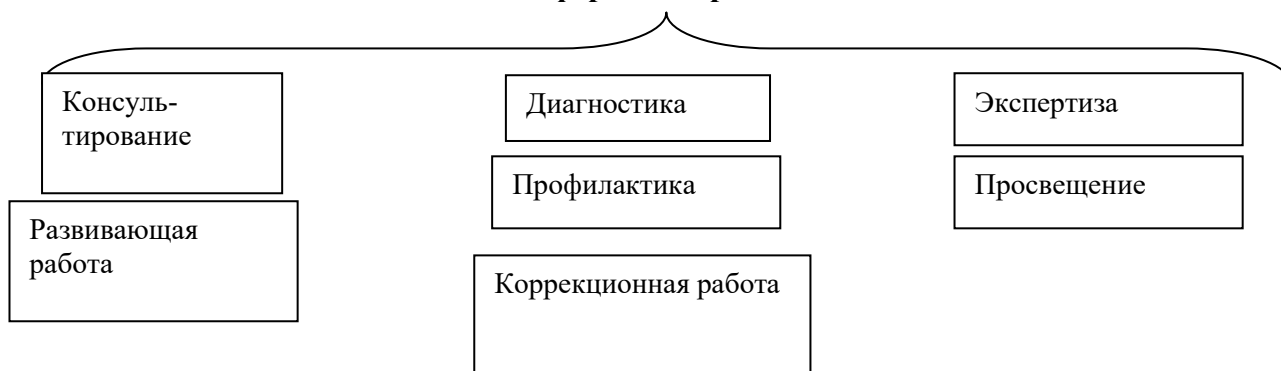 Консуль-
тирование
Развивающая
работа
Диагностика
Профилактика
Коррекционная работа
Экспертиза
Просвещение